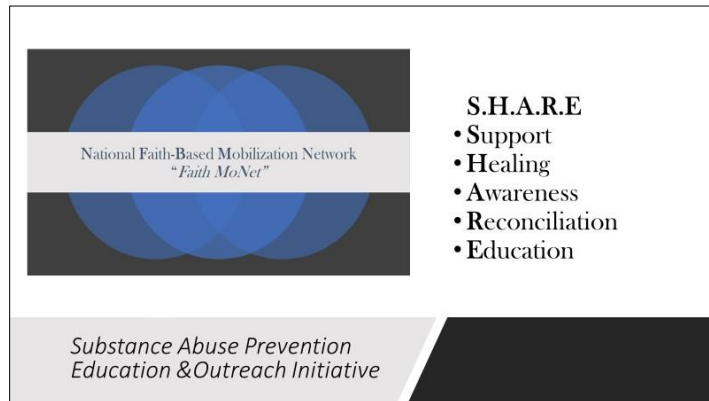 National Faith-Based Mobilization Network
“Faith MoNet”
S.H.A.R.E
• Support
• Healing
• Awareness
• Reconciliation
• Education
Substance Abuse Prevention
Education &Outreach Initiative